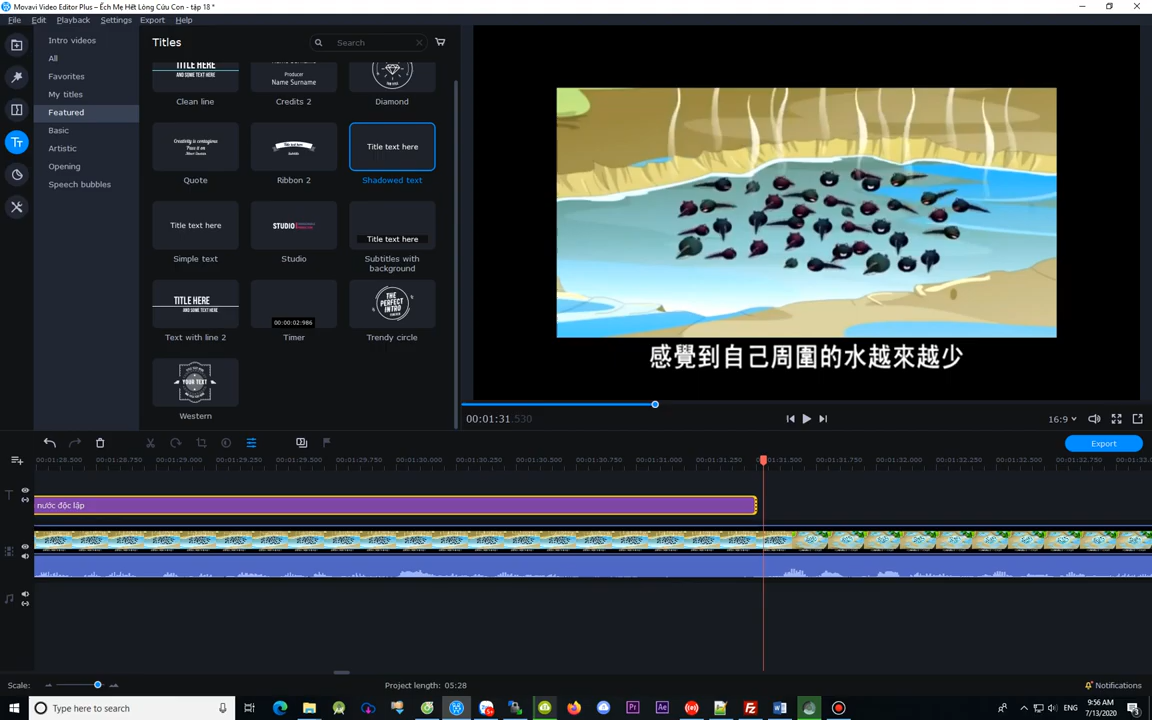 Movavi Video Editor Plus – Ếch Mẹ Hết Lòng Cứu Con - tập 18 *
File Edit Playback Settings Export Help
Intro videos
All
Favorites
My titles
Featured
Basic
Artistic
Opening
Speech bubbles
Titles
Search
TITLE HERE
AND SOME TEXT HERE
Clean line
Producer
Name Surname
Credits 2
Diamond
Creativity is contagious
Pass it on
Quote
Title text here
Ribbon 2
Title text here
Shadowed text
Title text here
Simple text
STUDIO
Studio
Title text here
Subtitles with
background
TITLE HERE
AND SOME TEXT HERE
Text with line 2
00:00:02:986
Timer
THE
PERFECT
INTRO
Trendy circle
YOUR TEXT
Western
感覺到自己周圍的水越來越少
00:01:31.530
16:9
Export
00:01:28.500 00:01:28.750 00:01:29.000 00:01:29.250 00:01:29.500 00:01:29.750 00:01:30.000 00:01:30.250 00:01:30.500 00:01:30.750 00:01:31.000 00:01:31.250 00:01:31.500 00:01:31.750 00:01:32.000 00:01:32.250 00:01:32.500 00:01:32.750
nước độc lập
Scale:
Project length: 05:28
Notifications
Type here to search
Pr
Ae
ENG
9:56 AM
7/13/2020